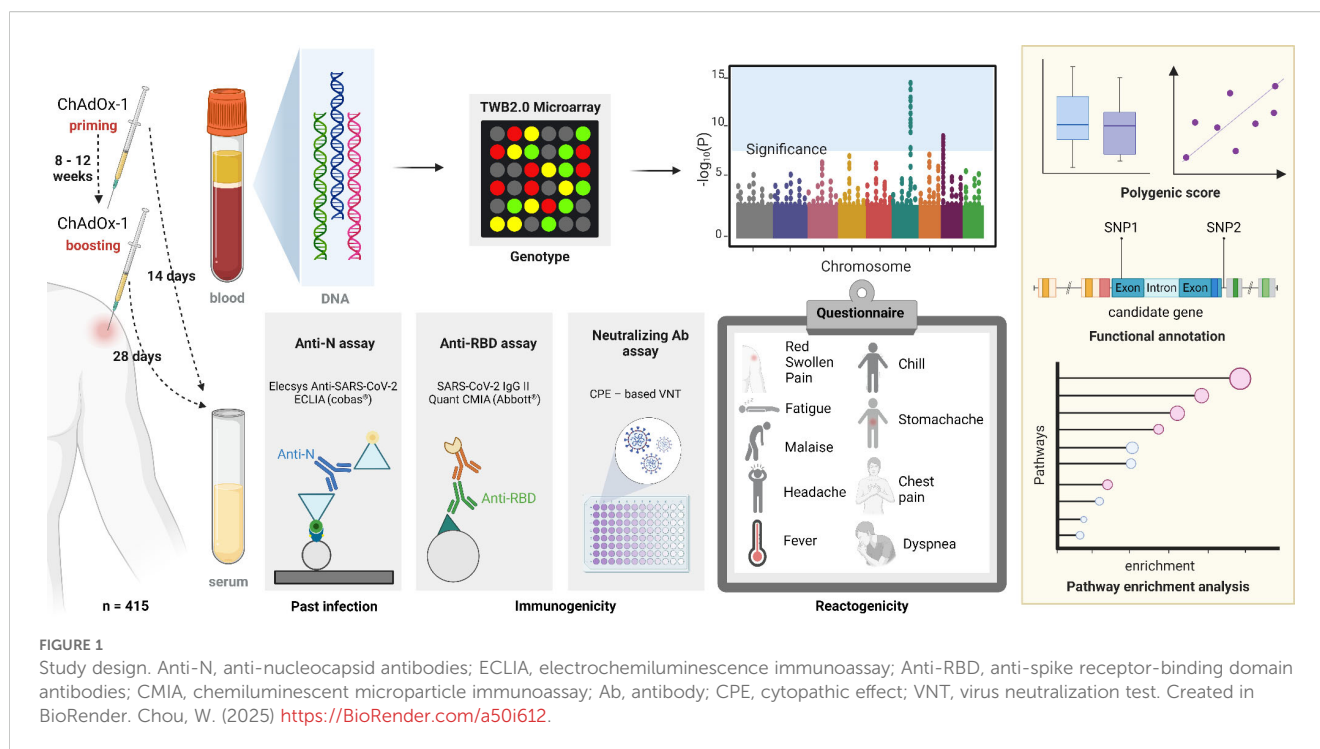 ChAdOx-1
priming
8 - 12
weeks
ChAdOx-1
boosting
14 days
28 days
n = 415
blood
serum
DNA
TWB2.0 Microarray
Genotype
-log10(P)
15
10
5
0
Significance
Chromosome
Anti-N assay
Elecsys Anti-SARS-CoV-2
ECLIA (cobas®)
Anti-N
Past infection
Anti-RBD assay
SARS-CoV-2 IgG II
Quant CMIA (Abbott®)
Anti-RBD
Neutralizing Ab
assay
CPE – based VNT
Immunogenicity
Questionnaire
Red
Swollen
Pain
Fatigue
Malaise
Headache
Fever
Chill
Stomachache
Chest
pain
Dyspnea
Reactogenicity
Polygenic score
SNP1
SNP2
Exon
Intron
Exon
candidate gene
Functional annotation
Pathways
enrichment
Pathway enrichment analysis
FIGURE 1
Study design. Anti-N, anti-nucleocapsid antibodies; ECLIA, electrochemiluminescence immunoassay; Anti-RBD, anti-spike receptor-binding domain
antibodies; CMIA, chemiluminescent microparticle immunoassay; Ab, antibody; CPE, cytopathic effect; VNT, virus neutralization test. Created in
BioRender. Chou, W. (2025) https://BioRender.com/a50i612.